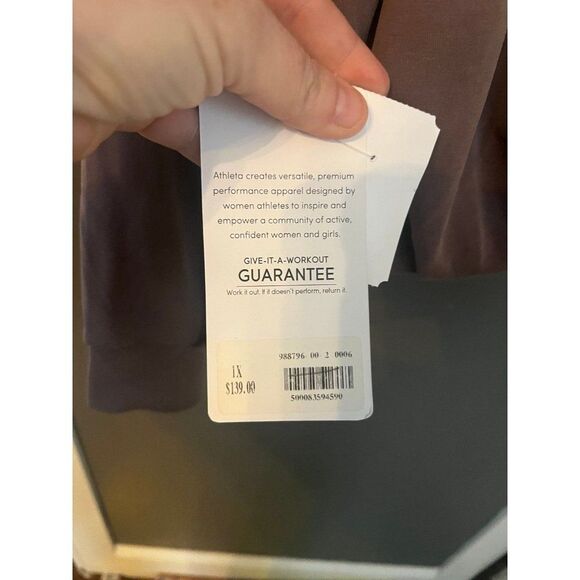 Athleta creates versatile, premium
performance apparel designed by
women athletes to inspire and
empower a community of active,
confident women and girls.
GIVE-IT-A-WORKOUT
GUARANTEE
Work it out. If it doesn't perform, return it.
988796 00 2 0006
1X
$139.00
500083594590